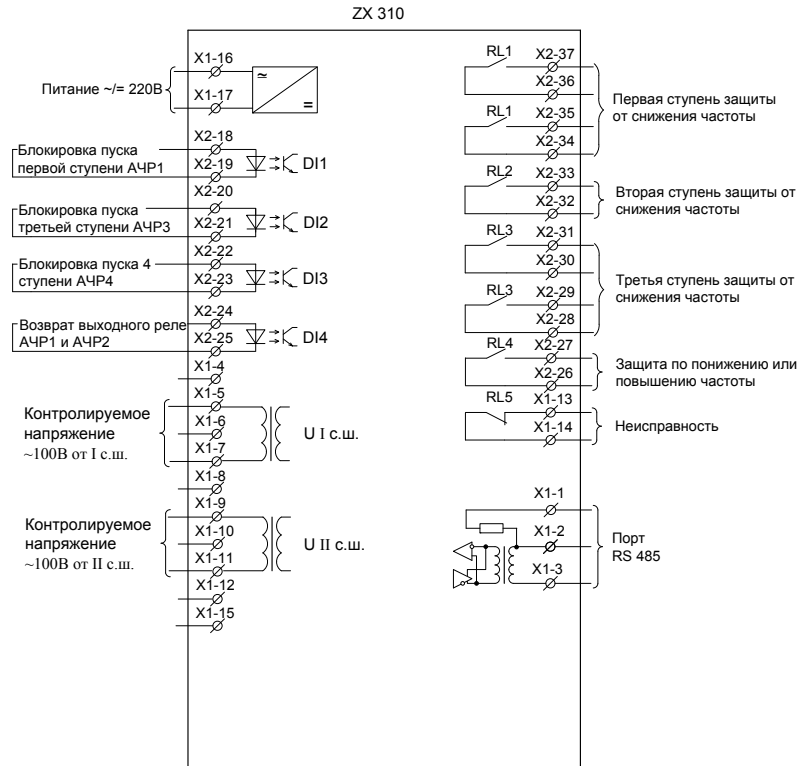 ZX 310
X1-16
Питание ~/= 220В
X1-17
≃
=
X2-18
Блокировка пуска
первой ступени АЧР1
X2-19
DI1
X2-20
Блокировка пуска
третьей ступени АЧР3
X2-21
DI2
X2-22
Блокировка пуска 4
ступени АЧР4
X2-23
DI3
X2-24
Возврат выходного реле
АЧР1 и АЧР2
X2-25
DI4
X1-4
X1-5
Контролируемое
напряжение
~100В от I с.ш.
X1-6
X1-7
U I с.ш.
X1-8
X1-9
Контролируемое
напряжение
~100В от II с.ш.
X1-10
X1-11
U II с.ш.
X1-12
X1-15
RL1
X2-37
X2-36
RL1
X2-35
X2-34
Первая ступень защиты
от снижения частоты
RL2
X2-33
X2-32
Вторая ступень защиты от
снижения частоты
RL3
X2-31
X2-30
RL3
X2-29
X2-28
Третья ступень защиты от
снижения частоты
RL4
X2-27
X2-26
Защита по понижению или
повышению частоты
RL5
X1-13
X1-14
Неисправность
X1-1
X1-2
X1-3
Порт
RS 485